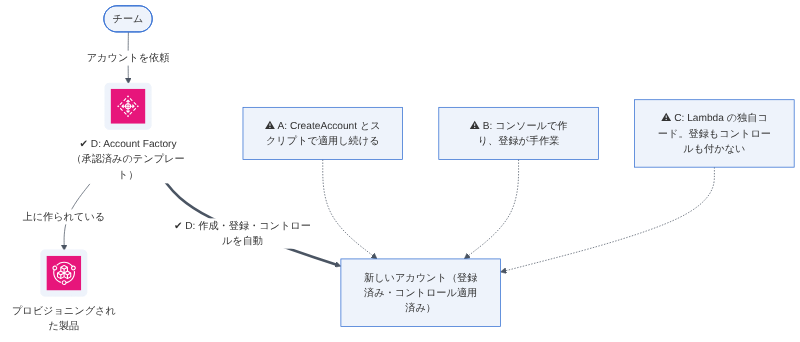 チーム
アカウントを依頼
✔ D: Account Factory
（承認済みのテンプレー
ト）
⚠ A: CreateAccount とス
クリプトで適用し続ける
⚠ B: コンソールで作
り、登録が手作業
⚠ C: Lambda の独自コ
ード。登録もコントロー
ルも付かない
上に作られている
✔ D: 作成・登録・コントロー
ルを自動
プロビジョニングされ
た製品
新しいアカウント（登録
済み・コントロール適用
済み）